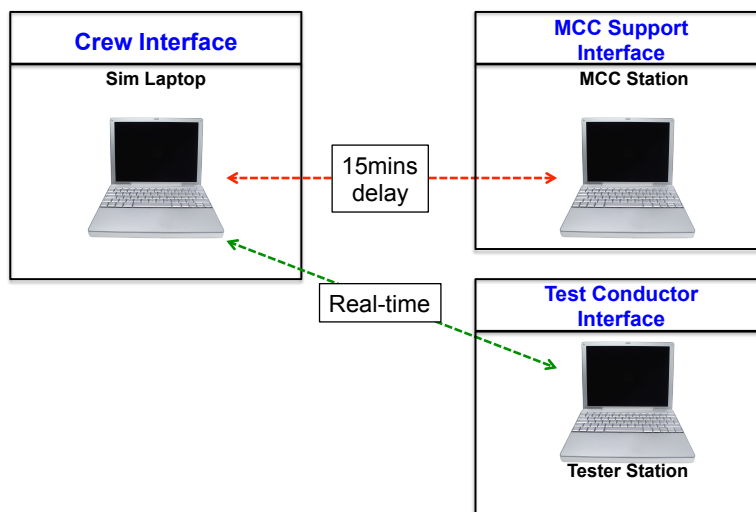 Crew Interface
Sim Laptop
MCC Support
Interface
MCC Station
15mins
delay
Real-time
Test Conductor
Interface
Tester Station